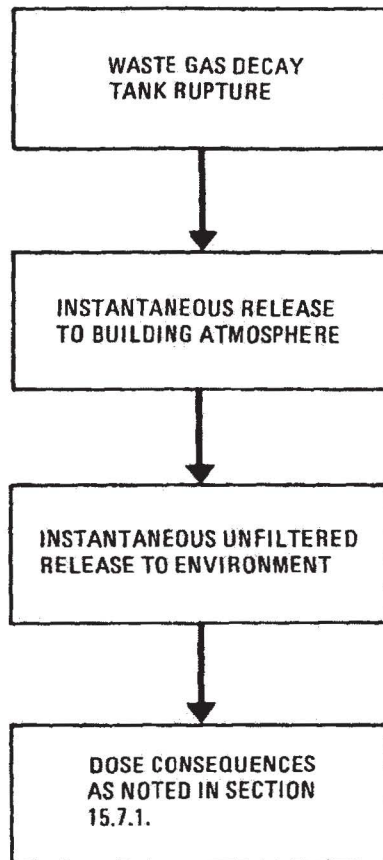 WASTE GAS DECAY
TANK RUPTURE
INSTANTANEOUS RELEASE
TO BUILDING ATMOSPHERE
INSTANTANEOUS UNFILTERED
RELEASE TO ENVIRONMENT
DOSE CONSEQUENCES
AS NOTED IN SECTION
15.7.1.